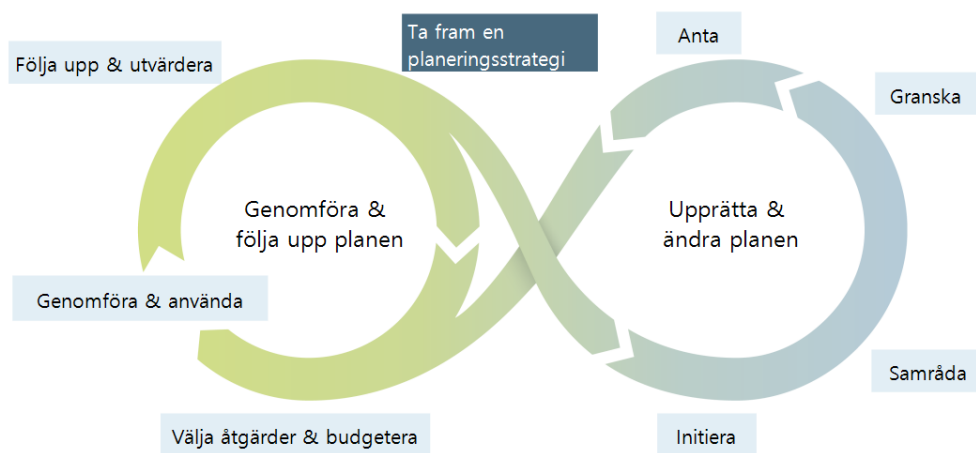 Ta fram en
planeringsstrategi
Anta
Följa upp & utvärdera
Granska
Genomföra &
följa upp planen
Upprätta &
ändra planen
Genomföra & använda
Samråda
Välja åtgärder & budgetera
Initiera